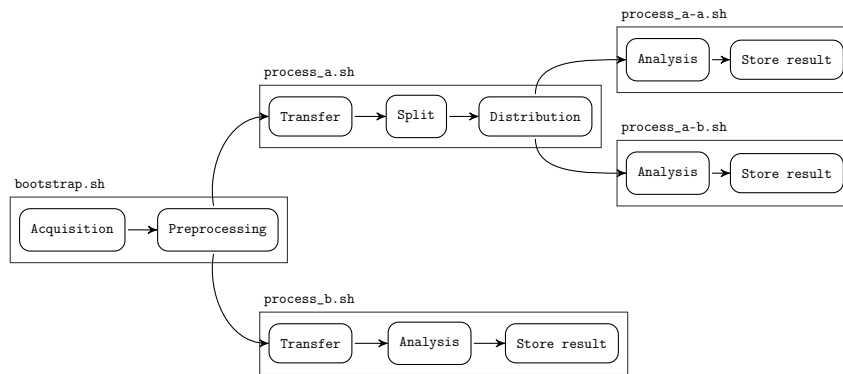 process_a-a.sh
Analysis
Store result
process_a.sh
Transfer
Split
Distribution
process_a-b.sh
Analysis
Store result
bootstrap.sh
Acquisition
Preprocessing
process_b.sh
Transfer
Analysis
Store result